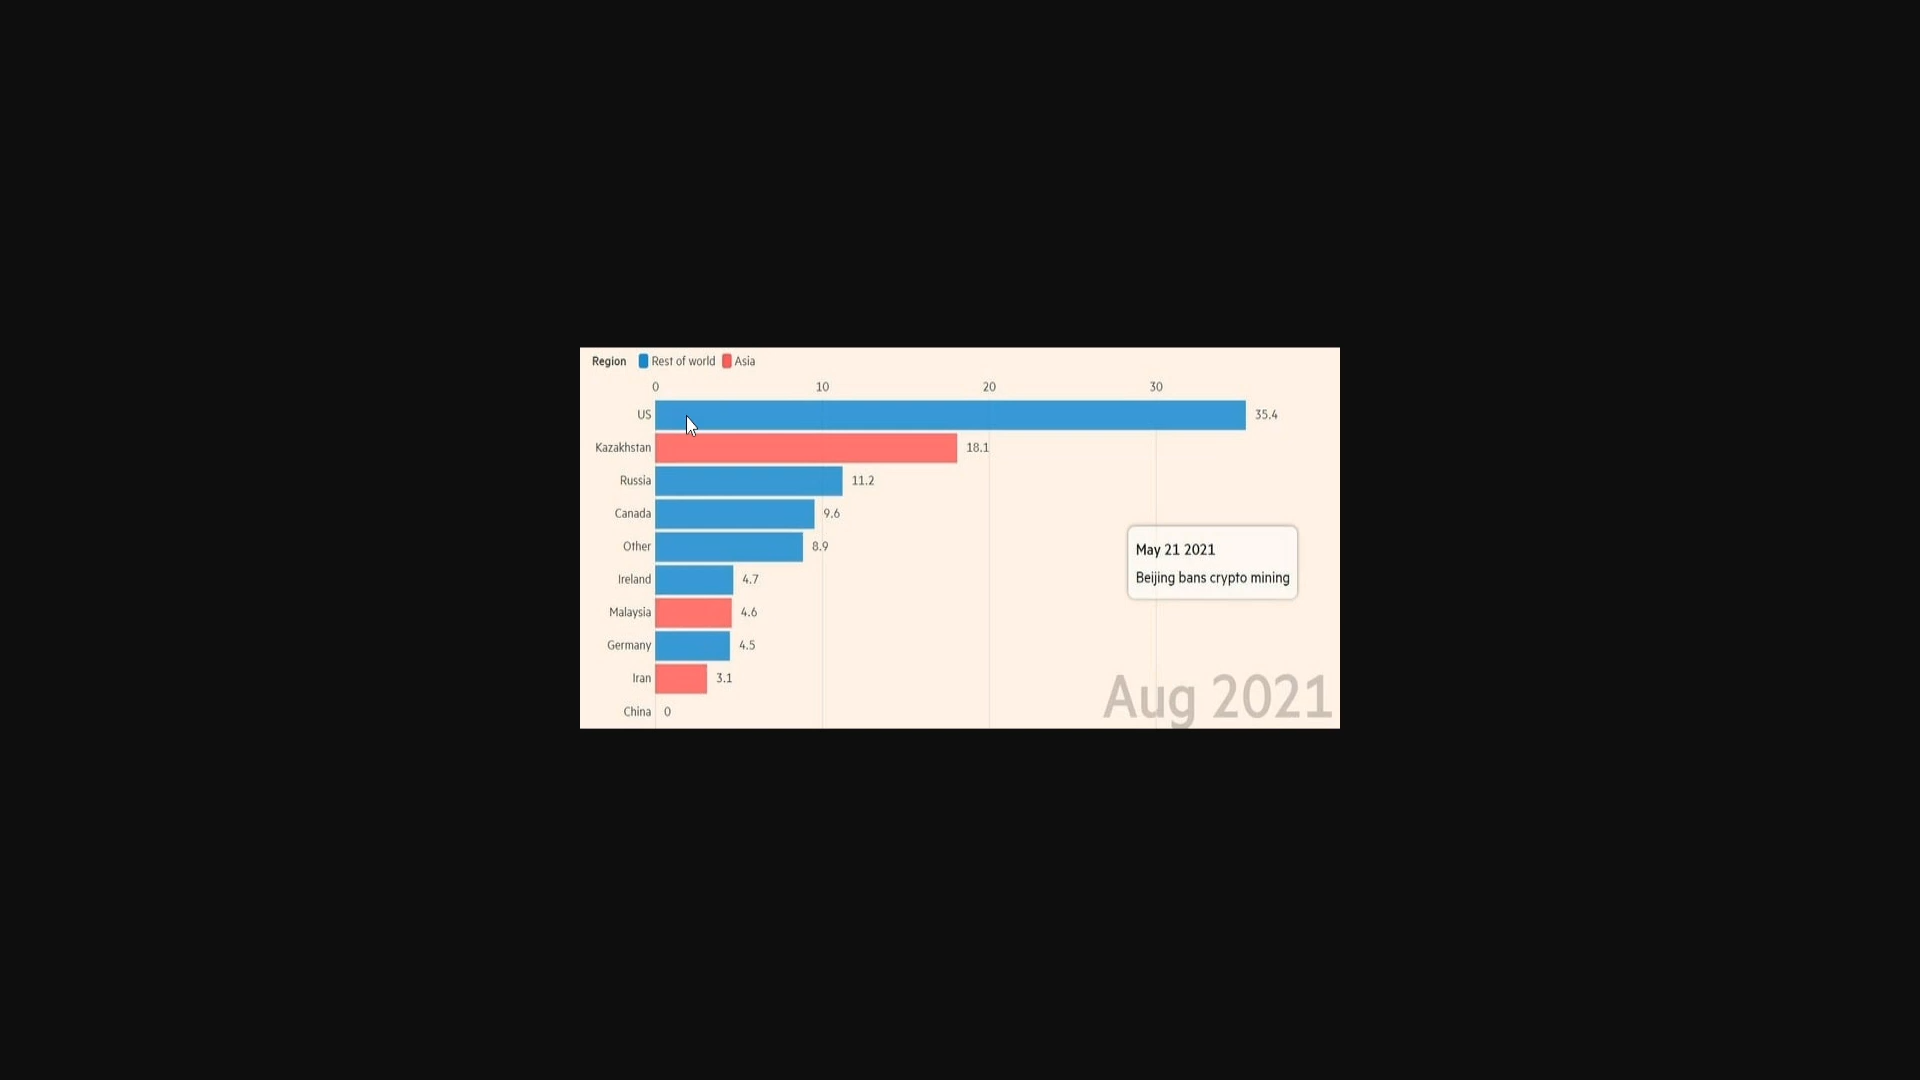 Region Rest of world Asia
0 10 20 30
US 35.4
Kazakhstan 18.1
Russia 11.2
Canada 9.6
Other 8.9
Ireland 4.7
Malaysia 4.6
Germany 4.5
Iran 3.1
China 0
May 21 2021
Beijing bans crypto mining
Aug 2021